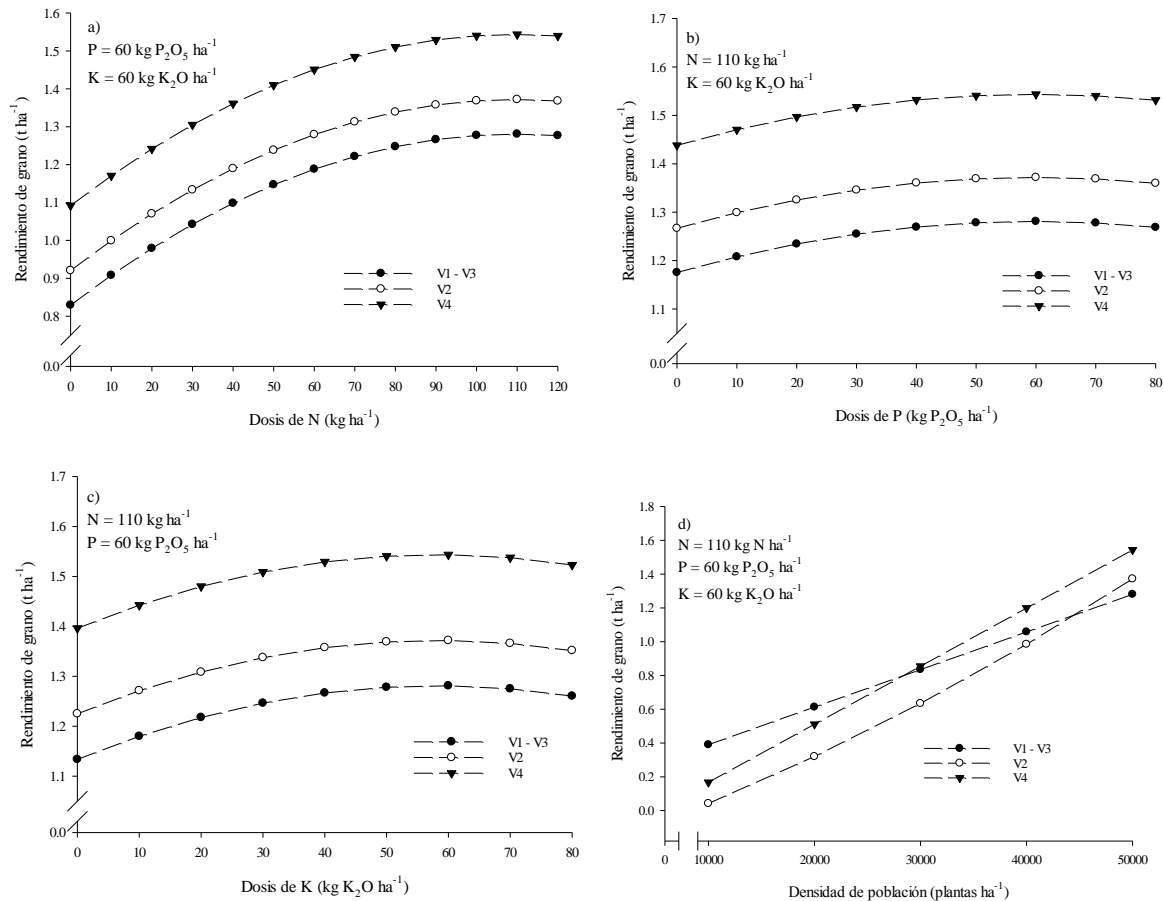 a)
P = 60 kg P₂O₅ ha⁻¹
K = 60 kg K₂O ha⁻¹
Rendimiento de grano (t ha⁻¹)
1.6
1.5
1.4
1.3
1.2
1.1
1.0
0.9
0.8
0.0
V1 - V3
V2
V4
0 10 20 30 40 50 60 70 80 90 100 110 120
Dosis de N (kg ha⁻¹)
b)
N = 110 kg ha⁻¹
K = 60 kg K₂O ha⁻¹
Rendimiento de grano (t ha⁻¹)
1.7
1.6
1.5
1.4
1.3
1.2
1.1
0.0
V1 - V3
V2
V4
0 10 20 30 40 50 60 70 80
Dosis de P (kg P₂O₅ ha⁻¹)
c)
N = 110 kg ha⁻¹
P = 60 kg P₂O₅ ha⁻¹
Rendimiento de grano (t ha⁻¹)
1.7
1.6
1.5
1.4
1.3
1.2
1.1
0.0
V1 - V3
V2
V4
0 10 20 30 40 50 60 70 80
Dosis de K (kg K₂O ha⁻¹)
d)
N = 110 kg N ha⁻¹
P = 60 kg P₂O₅ ha⁻¹
K = 60 kg K₂O ha⁻¹
Rendimiento de grano (t ha⁻¹)
1.8
1.6
1.4
1.2
1.0
0.8
0.6
0.4
0.2
0.0
V1 - V3
V2
V4
0 10000 20000 30000 40000 50000
Densidad de población (plantas ha⁻¹)